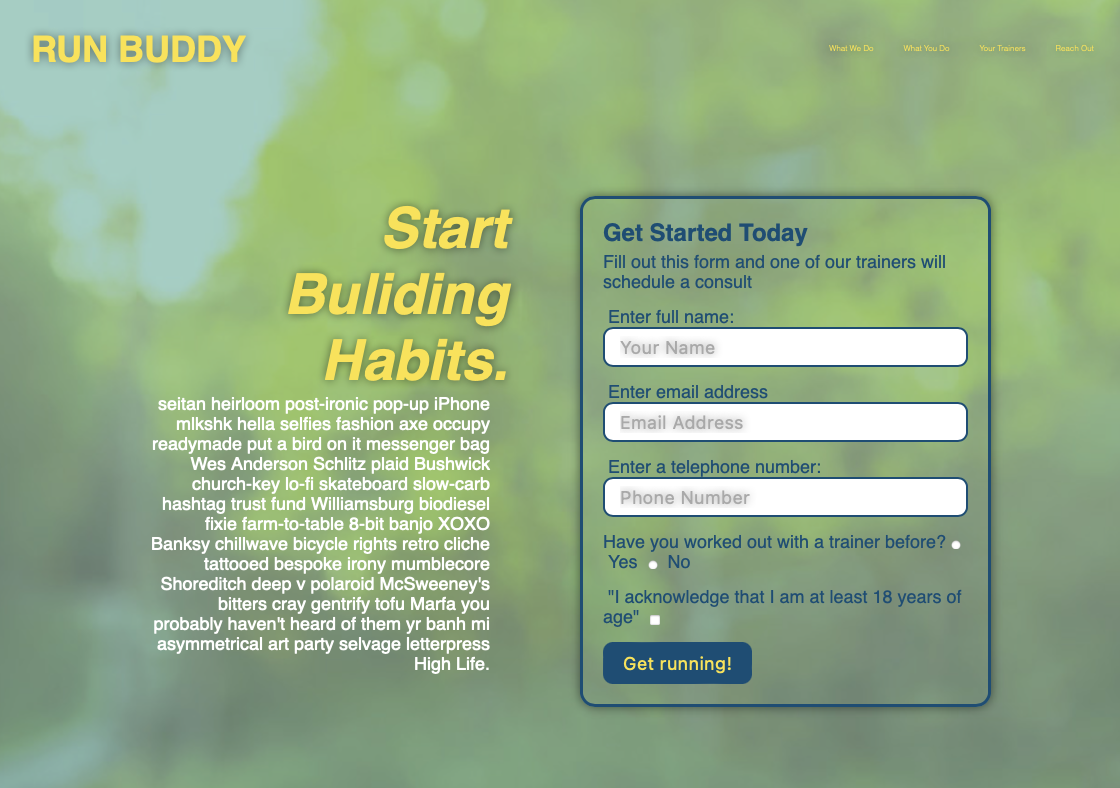 RUN BUDDY
What We Do
What You Do
Your Trainers
Reach Out
Start
Buliding
Habits.
seitan heirloom post-ironic pop-up iPhone
mlkshk hella selfies fashion axe occupy
readymade put a bird on it messenger bag
Wes Anderson Schlitz plaid Bushwick
church-key lo-fi skateboard slow-carb
hashtag trust fund Williamsburg biodiesel
fixie farm-to-table 8-bit banjo XOXO
Banksy chillwave bicycle rights retro cliche
tattooed bespoke irony mumblecore
Shoreditch deep v polaroid McSweeney's
bitters cray gentrify tofu Marfa you
probably haven't heard of them yr banh mi
asymmetrical art party selvage letterpress
High Life.
Get Started Today
Fill out this form and one of our trainers will
schedule a consult
Enter full name:
Your Name
Enter email address
Email Address
Enter a telephone number:
Phone Number
Have you worked out with a trainer before?
Yes No
"I acknowledge that I am at least 18 years of
age"
Get running!